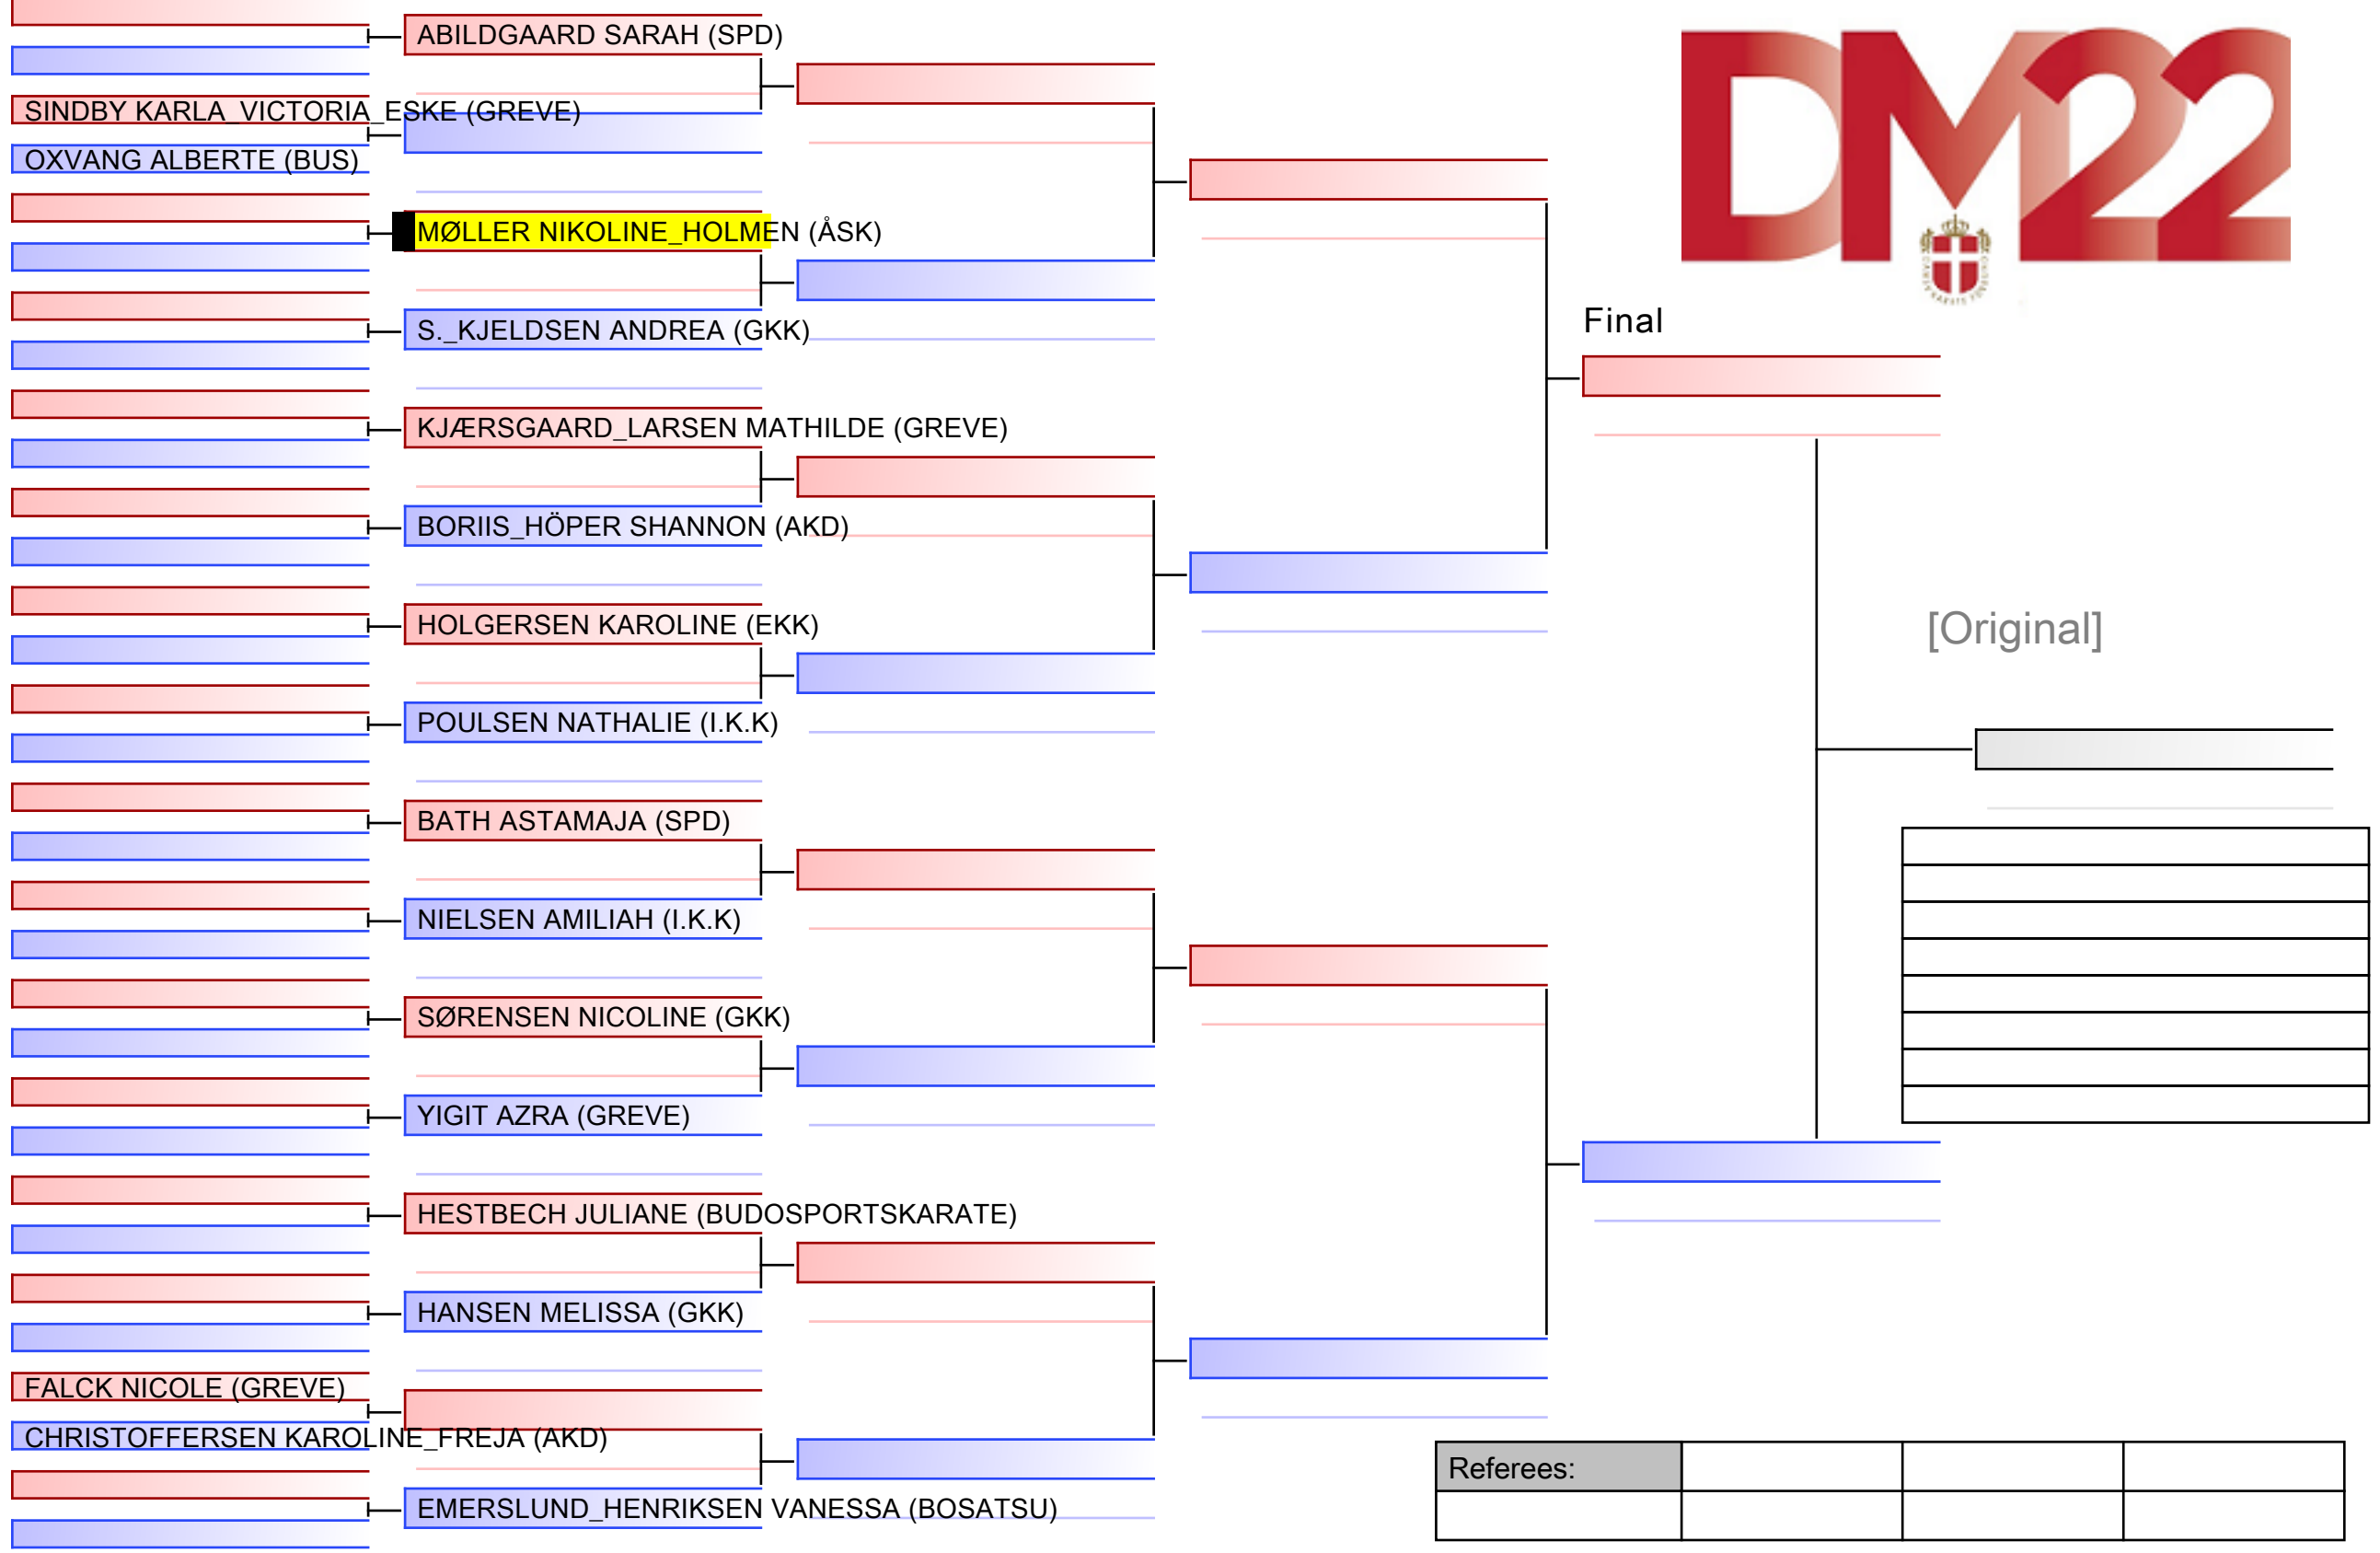 ABILDGAARD SARAH (SPD)
SINDBY KARLA_VICTORIA_ESKE (GREVE)
OXVANG ALBERTE (BUS)
MØLLER NIKOLINE_HOLMEN (ÅSK)
S._KJELDSEN ANDREA (GKK)
KJÆRSGAARD_LARSEN MATHILDE (GREVE)
BORIIS_HÖPER SHANNON (AKD)
HOLGERSEN KAROLINE (EKK)
POULSEN NATHALIE (I.K.K)
BATH ASTAMAJA (SPD)
NIELSEN AMILIAH (I.K.K)
SØRENSEN NICOLINE (GKK)
YIGIT AZRA (GREVE)
HESTBECH JULIANE (BUDOSPORTSKARATE)
HANSEN MELISSA (GKK)
FALCK NICOLE (GREVE)
CHRISTOFFERSEN KAROLINE_FREJA (AKD)
EMERSLUND_HENRIKSEN VANESSA (BOSATSU)
DM22
Final
[Original]
Referees: